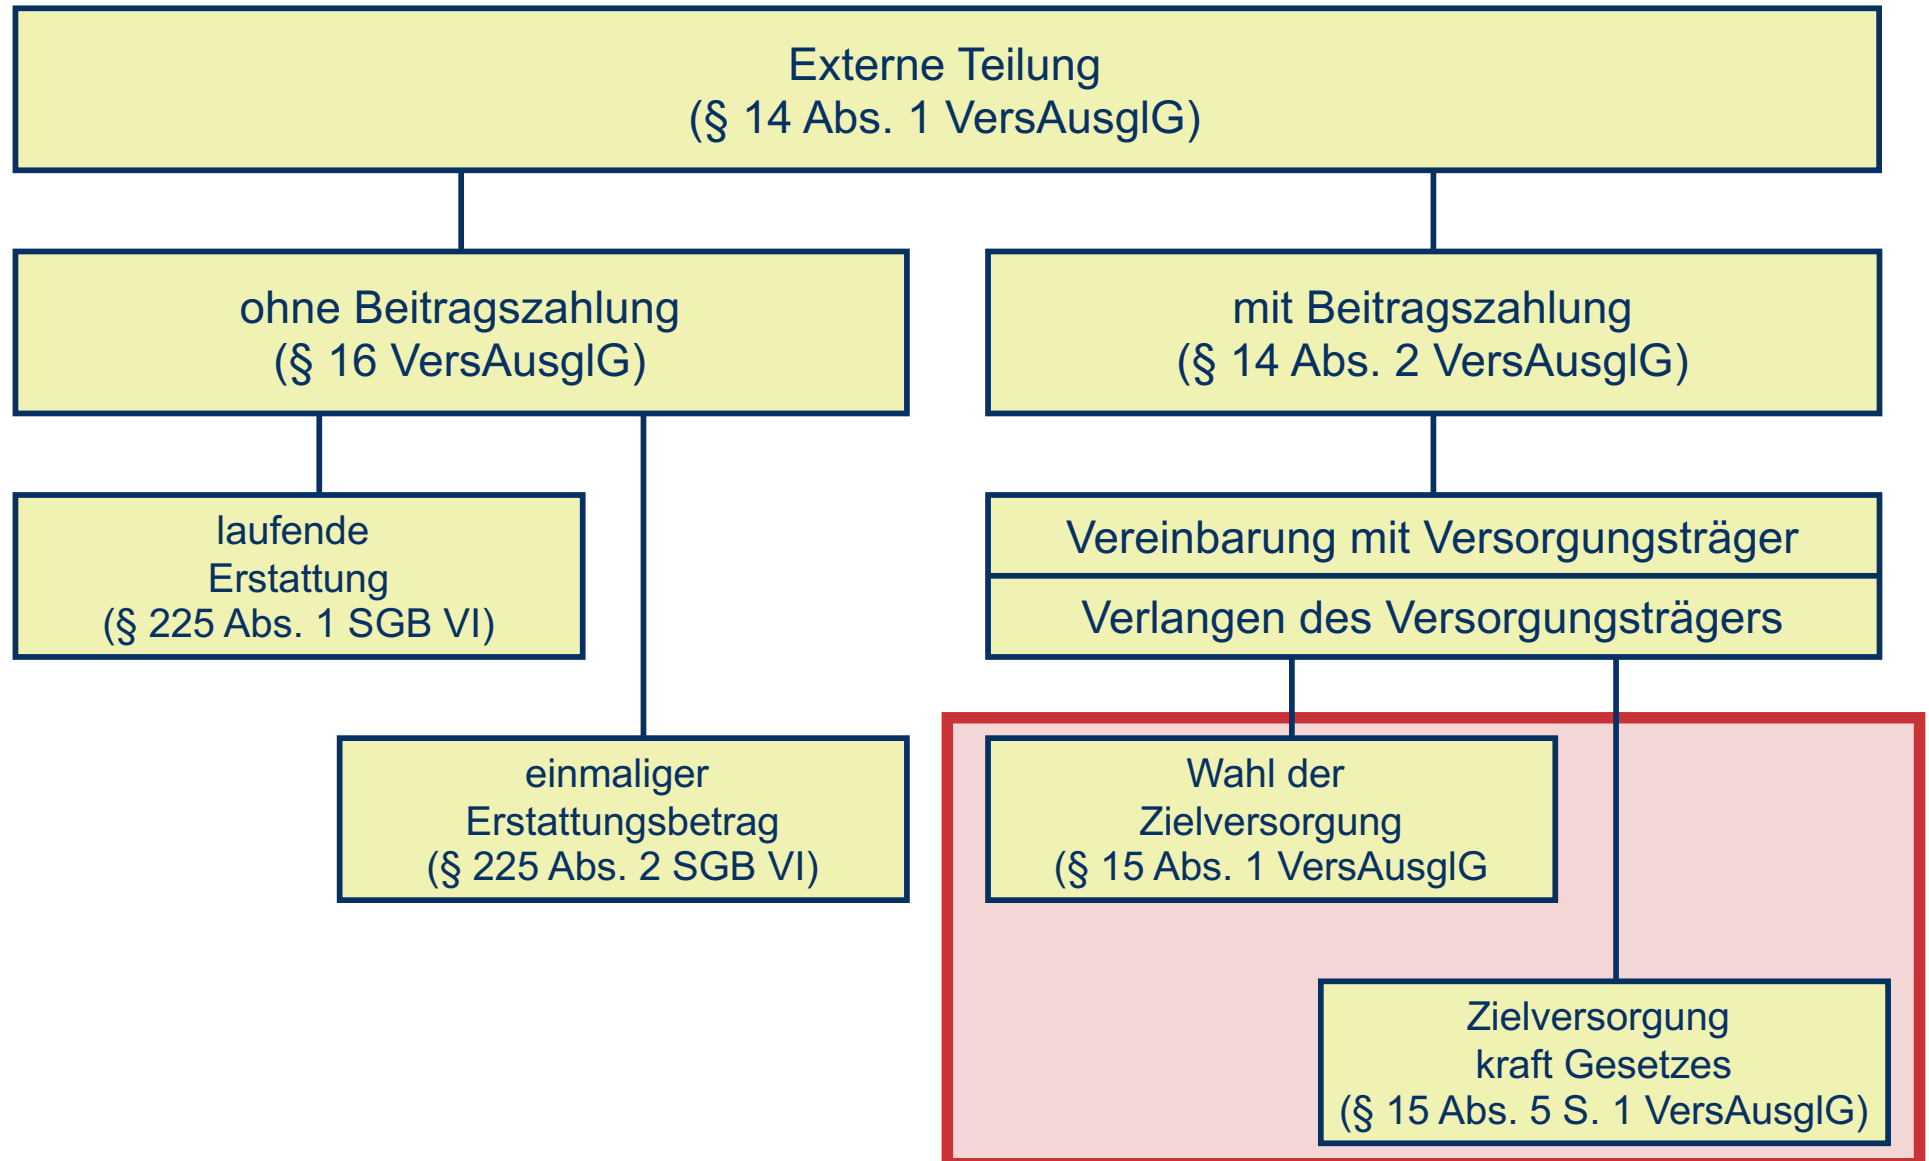 Externe Teilung
(§ 14 Abs. 1 VersAusglG)
ohne Beitragszahlung
(§ 16 VersAusglG)
mit Beitragszahlung
(§ 14 Abs. 2 VersAusglG)
laufende
Erstattung
(§ 225 Abs. 1 SGB VI)
Vereinbarung mit Versorgungsträger
Verlangen des Versorgungsträgers
einmaliger
Erstattungsbetrag
(§ 225 Abs. 2 SGB VI)
Wahl der
Zielversorgung
(§ 15 Abs. 1 VersAusglG
Zielversorgung
kraft Gesetzes
(§ 15 Abs. 5 S. 1 VersAusglG)